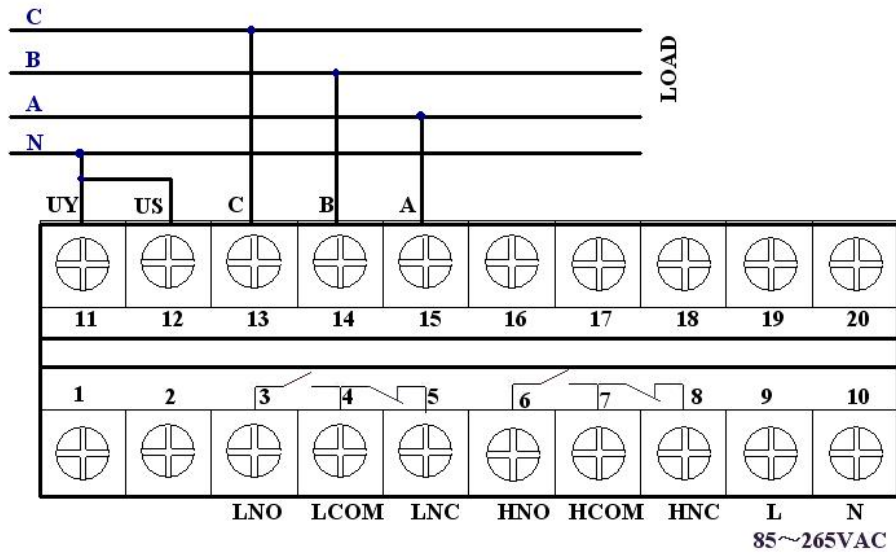 C
B
A
N
LOAD
UY US C B A
11 12 13 14 15 16 17 18 19 20
1 2 3 4 5 6 7 8 9 10
LNO LCOM LNC HNO HCOM HNC L N
85～265VAC